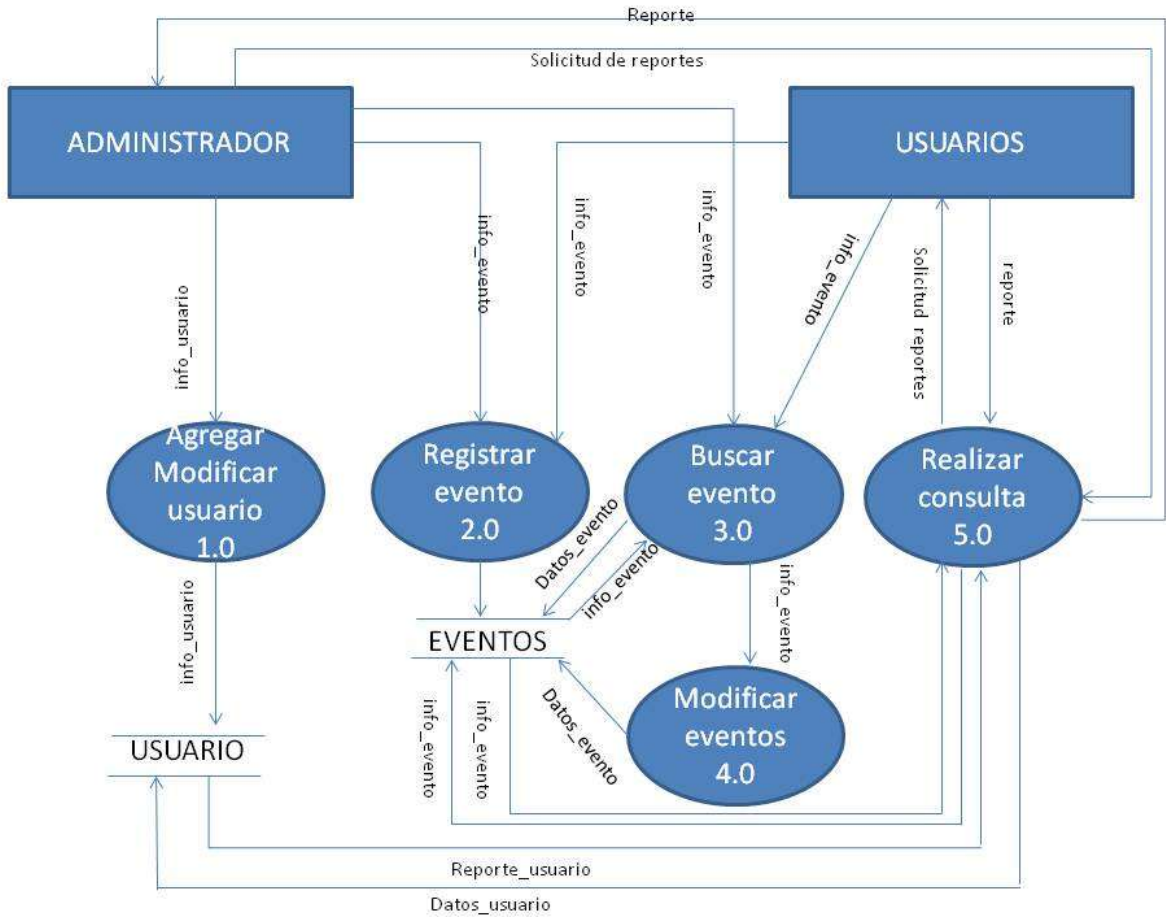 Reporte
Solicitud de reportes
ADMINISTRADOR
USUARIOS
info_evento
info_evento
info_evento
info_evento
Solicitud reportes
reporte
info_usuario
Agregar
Modificar
usuario
1.0
Registrar
evento
2.0
Buscar
evento
3.0
Realizar
consulta
5.0
Datos_evento
info_evento
info_evento
info_usuario
EVENTOS
Modificar
eventos
4.0
Datos_evento
info_evento
info_evento
USUARIO
Reporte_usuario
Datos_usuario